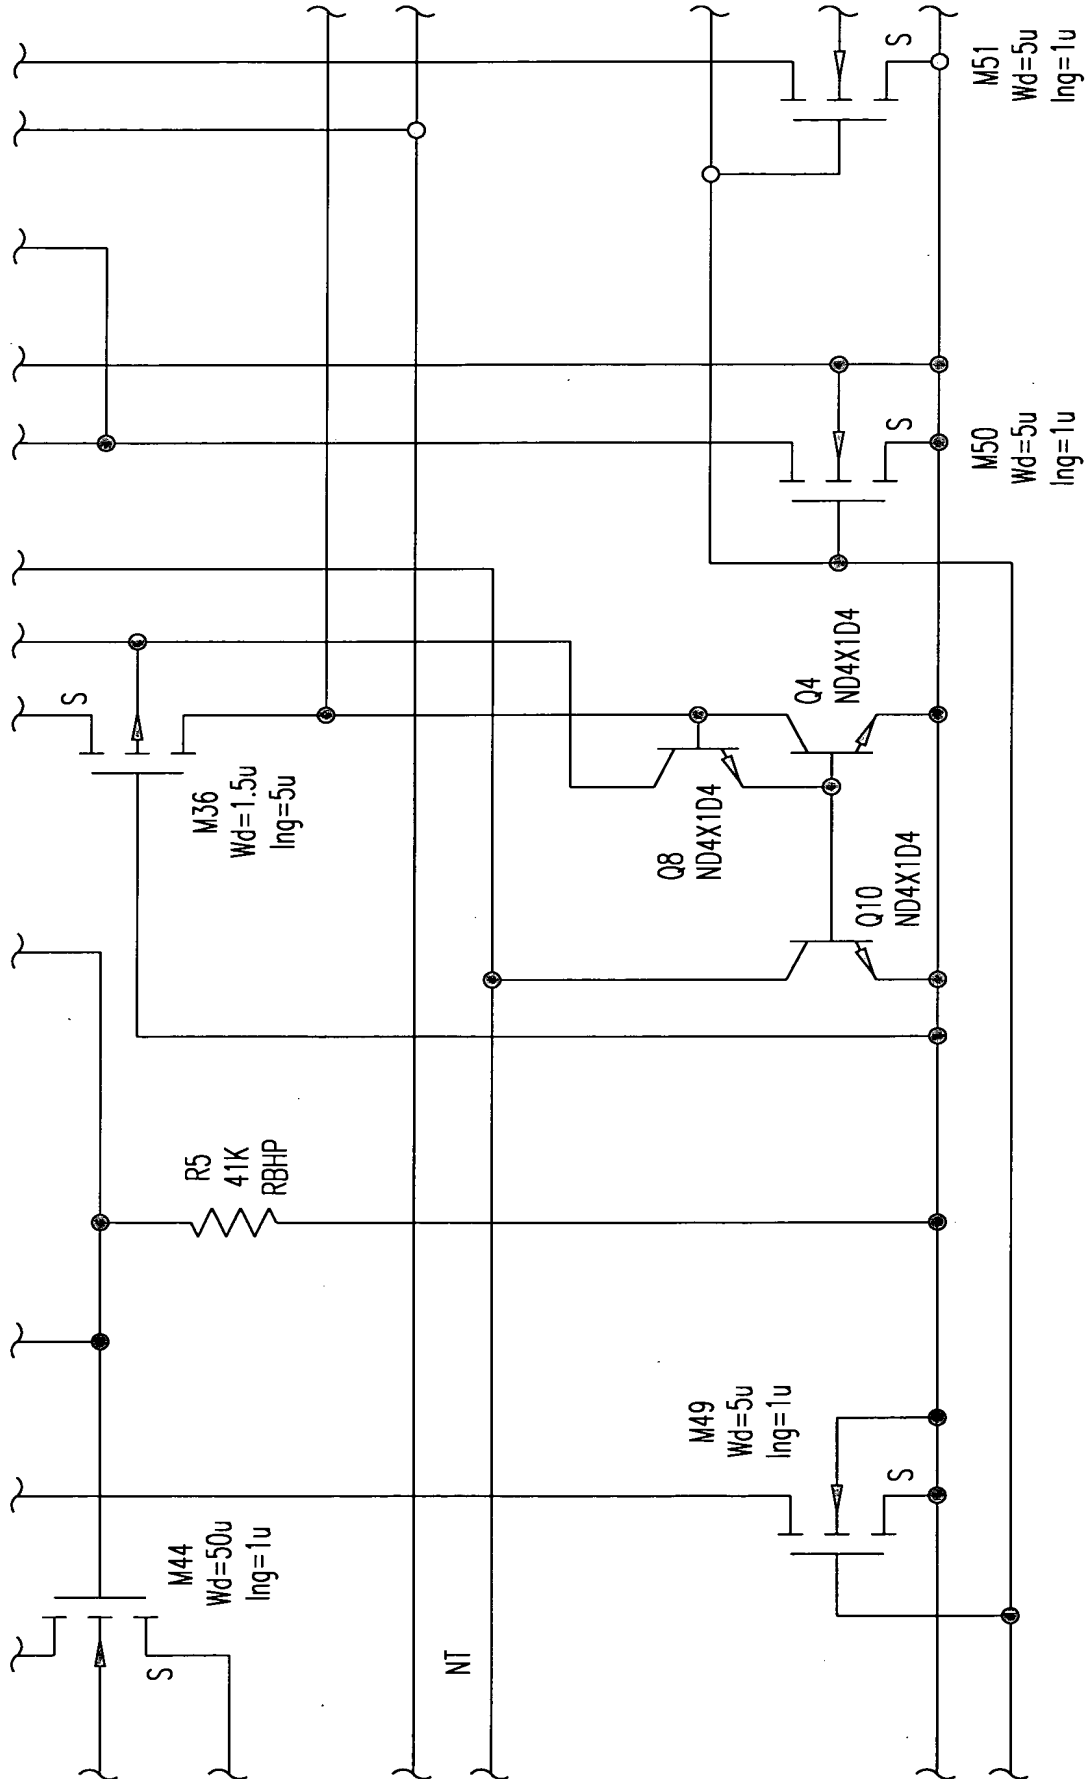 S
S
M44
Wd=50u
lng=1u
R5
41K
RBHP
M36
Wd=1.5u
lng=5u
NT
M49
Wd=5u
lng=1u
Q8
ND4X1D4
Q4
ND4X1D4
Q10
ND4X1D4
S
S
S
M50
Wd=5u
lng=1u
M51
Wd=5u
lng=1u